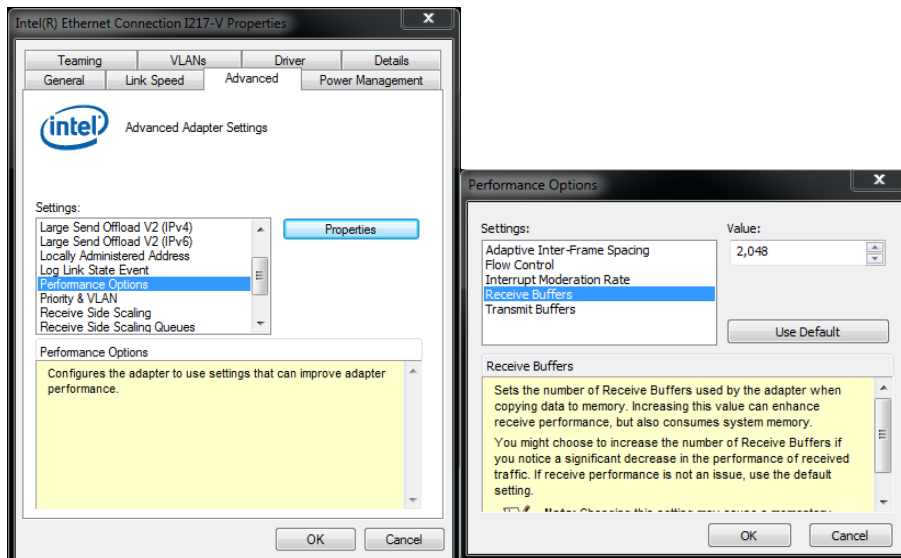 Intel(R) Ethernet Connection I217-V Properties
x
Teaming
VLANs
Driver
Details
General
Link Speed
Advanced
Power Management
intel
Advanced Adapter Settings
Settings:
Large Send Offload V2 (IPv4)
Large Send Offload V2 (IPv6)
Locally Administered Address
Log Link State Event
Performance Options
Priority & VLAN
Receive Side Scaling
Receive Side Scaling Queues
Properties
Performance Options
Configures the adapter to use settings that can improve adapter
performance.
OK
Cancel
Performance Options
x
Settings:
Adaptive Inter-Frame Spacing
Flow Control
Interrupt Moderation Rate
Receive Buffers
Transmit Buffers
Value:
2,048
Use Default
Receive Buffers
Sets the number of Receive Buffers used by the adapter when
copying data to memory. Increasing this value can enhance
receive performance, but also consumes system memory.
You might choose to increase the number of Receive Buffers if
you notice a significant decrease in the performance of received
traffic. If receive performance is not an issue, use the default
setting.
Note: Changing this setting may cause a momentary
OK
Cancel